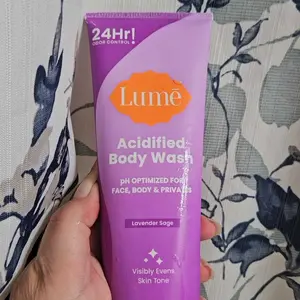 24Hr!
ODOR CONTROL
Lumē
Acidified
Body Wash
pH OPTIMIZED FOR
FACE, BODY & PRIVATES
Lavender Sage
Visibly Evens
Skin Tone